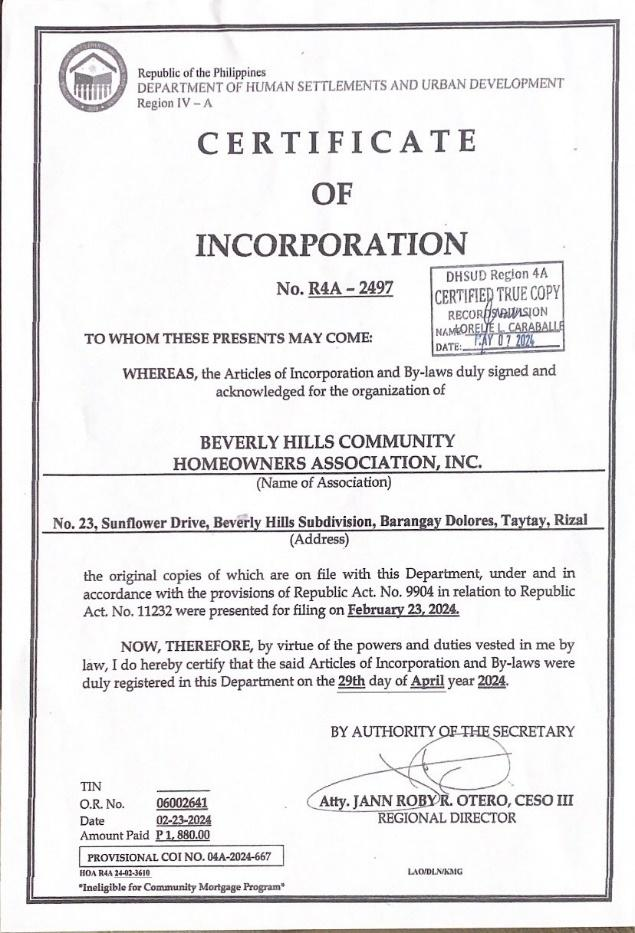 Republic of the Philippines
DEPARTMENT OF HUMAN SETTLEMENTS AND URBAN DEVELOPMENT
Region IV – A
CERTIFICATE
OF
INCORPORATION
No. R4A – 2497
DHSUD Region 4A
CERTIFIED TRUE COPY
RECORDS DIVISION
NAME: LORELIE L. CARABALLE
DATE: MAY 07 2024
TO WHOM THESE PRESENTS MAY COME:
WHEREAS, the Articles of Incorporation and By-laws duly signed and
acknowledged for the organization of
BEVERLY HILLS COMMUNITY
HOMEOWNERS ASSOCIATION, INC.
(Name of Association)
No. 23, Sunflower Drive, Beverly Hills Subdivision, Barangay Dolores, Taytay, Rizal
(Address)
the original copies of which are on file with this Department, under and in
accordance with the provisions of Republic Act. No. 9904 in relation to Republic
Act. No. 11232 were presented for filing on February 23, 2024.
NOW, THEREFORE, by virtue of the powers and duties vested in me by
law, I do hereby certify that the said Articles of Incorporation and By-laws were
duly registered in this Department on the 29th day of April year 2024.
BY AUTHORITY OF THE SECRETARY
Atty. JANN ROBY R. OTERO, CESO III
REGIONAL DIRECTOR
TIN
O.R. No. 06002641
Date 02-23-2024
Amount Paid P 1, 880.00
PROVISIONAL COI NO. 04A-2024-667
HOA R4A 24-02-3610
*Ineligible for Community Mortgage Program*
LAO/DLN/KMG